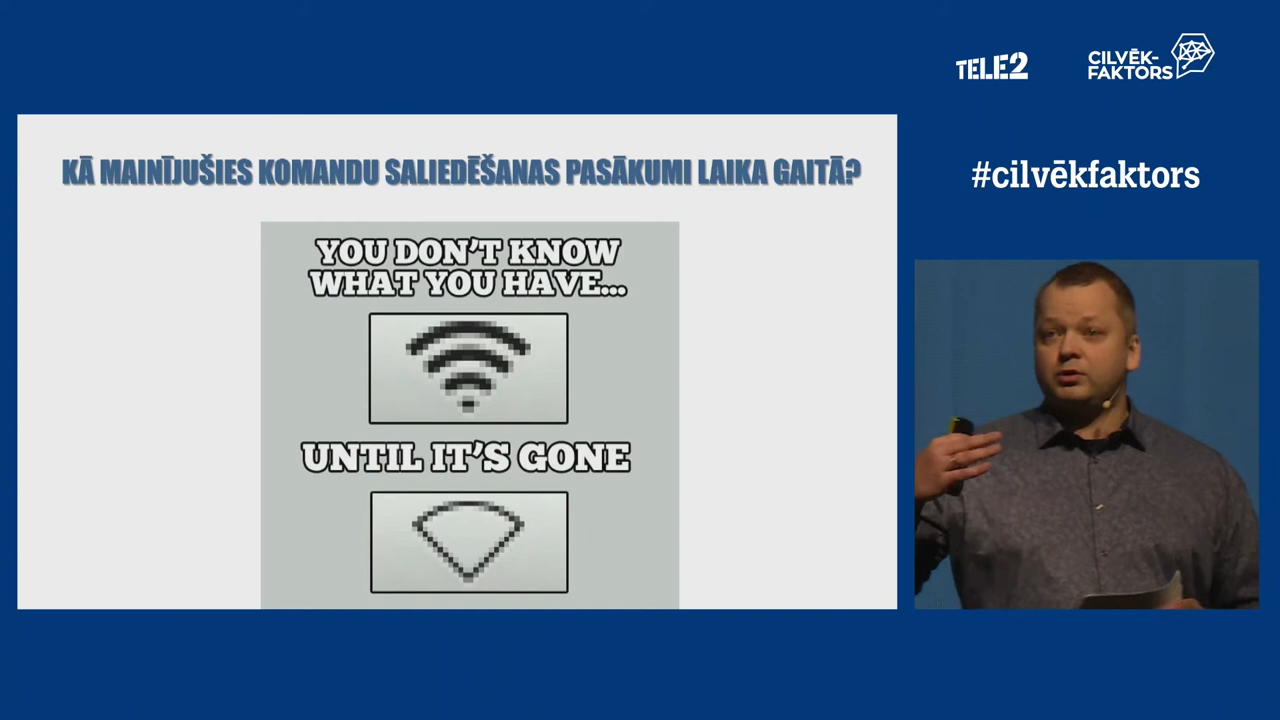 TELE2
CILVĒK-
FAKTORS
#cilvēkfaktors
KĀ MAINĪJUŠIES KOMANDU SALIEDĒŠANAS PASĀKUMI LAIKA GAITĀ?
YOU DON'T KNOW
WHAT YOU HAVE...
UNTIL IT'S GONE